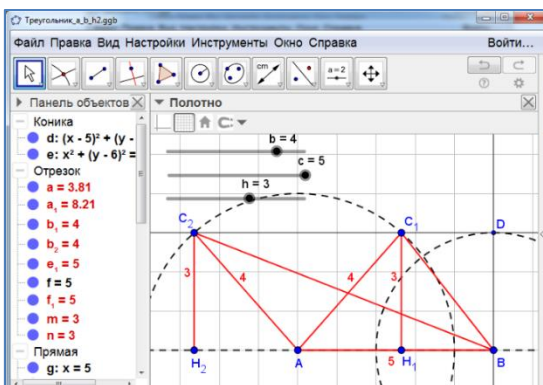 Треугольник_a_b_h2.ggb
Файл Правка Вид Настройки Инструменты Окно Справка Войти...
cm
a=2
Панель объектов
Полотно
Коника
d: (x - 5)² + (y -
e: x² + (y - 6)² =
Отрезок
a = 3.81
a₁ = 8.21
b₁ = 4
b₂ = 4
e₁ = 5
f = 5
f₁ = 5
m = 3
n = 3
Прямая
g: x = 5
b = 4
c = 5
h = 3
C₂
C₁
D
3
4
4
3
H₂
A
5
H₁
B